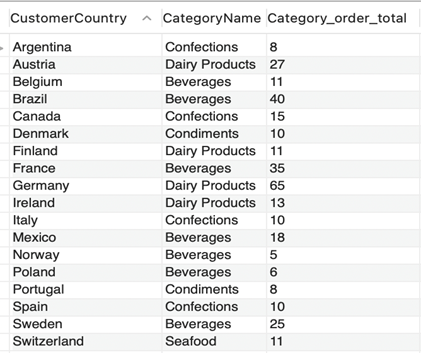 CustomerCountry CategoryName Category_order_total
Argentina Confections 8
Austria Dairy Products 27
Belgium Beverages 11
Brazil Beverages 40
Canada Confections 15
Denmark Condiments 10
Finland Dairy Products 11
France Beverages 35
Germany Dairy Products 65
Ireland Dairy Products 13
Italy Confections 10
Mexico Beverages 18
Norway Beverages 5
Poland Beverages 6
Portugal Condiments 8
Spain Confections 10
Sweden Beverages 25
Switzerland Seafood 11